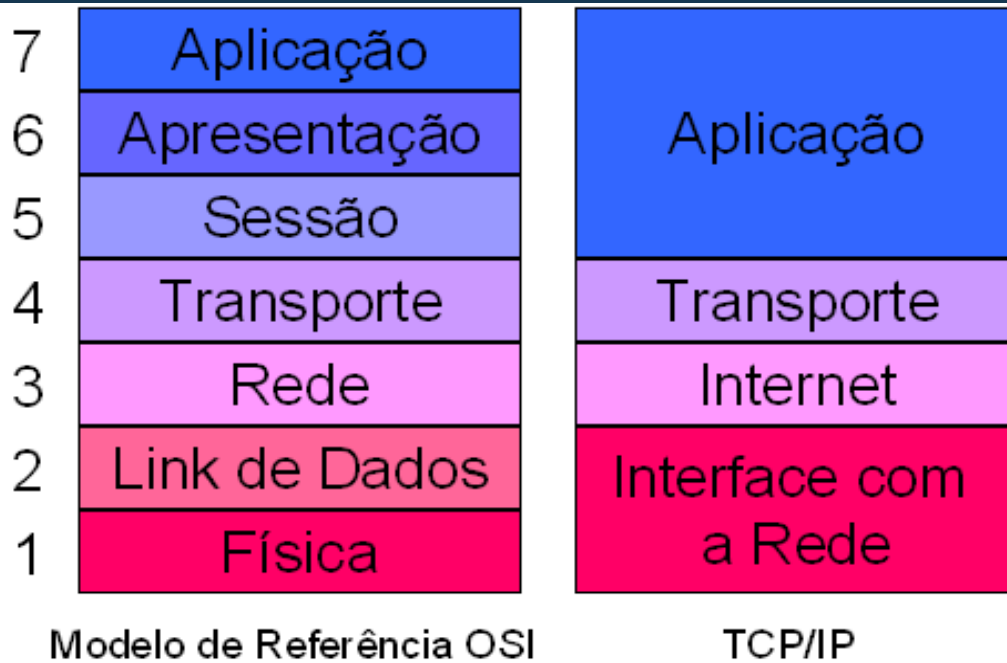 7 Aplicação
6 Apresentação
5 Sessão
4 Transporte
3 Rede
2 Link de Dados
1 Física
Modelo de Referência OSI
Aplicação
Transporte
Internet
Interface com
a Rede
TCP/IP